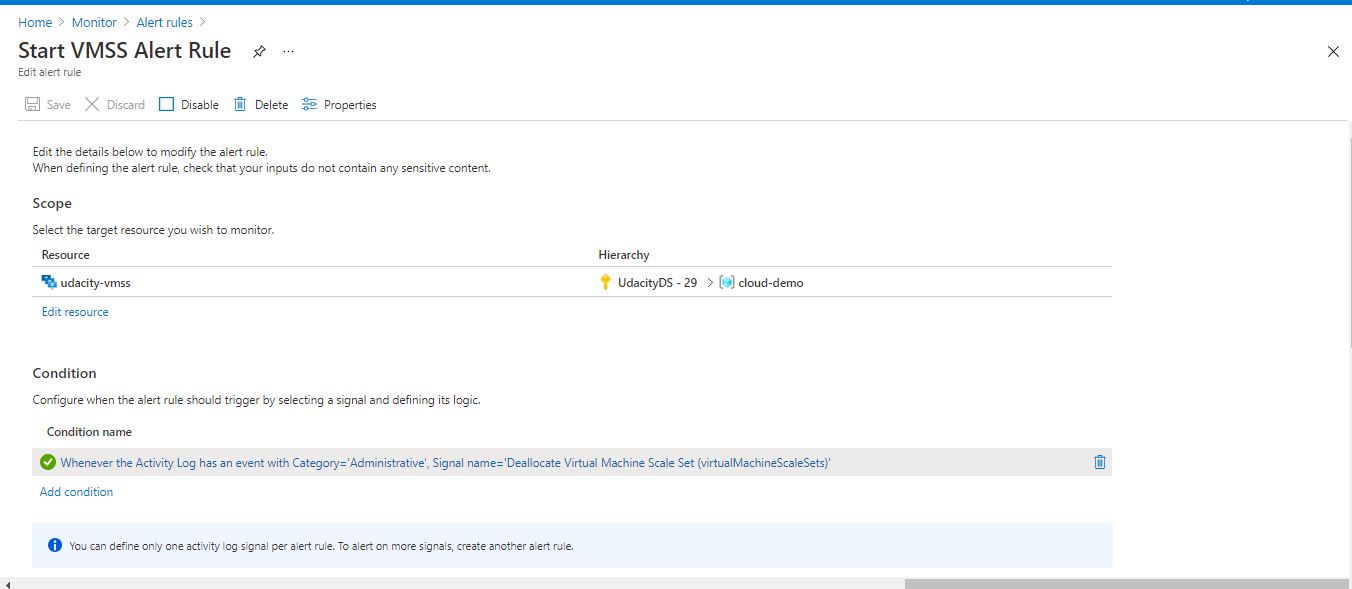 Home > Monitor > Alert rules >
Start VMSS Alert Rule ...
Edit alert rule
Save Discard Disable Delete Properties
Edit the details below to modify the alert rule.
When defining the alert rule, check that your inputs do not contain any sensitive content.
Scope
Select the target resource you wish to monitor.
Resource Hierarchy
udacity-vmss UdacityDS - 29 > cloud-demo
Edit resource
Condition
Configure when the alert rule should trigger by selecting a signal and defining its logic.
Condition name
Whenever the Activity Log has an event with Category='Administrative', Signal name='Deallocate Virtual Machine Scale Set (virtualMachineScaleSets)'
Add condition
You can define only one activity log signal per alert rule. To alert on more signals, create another alert rule.